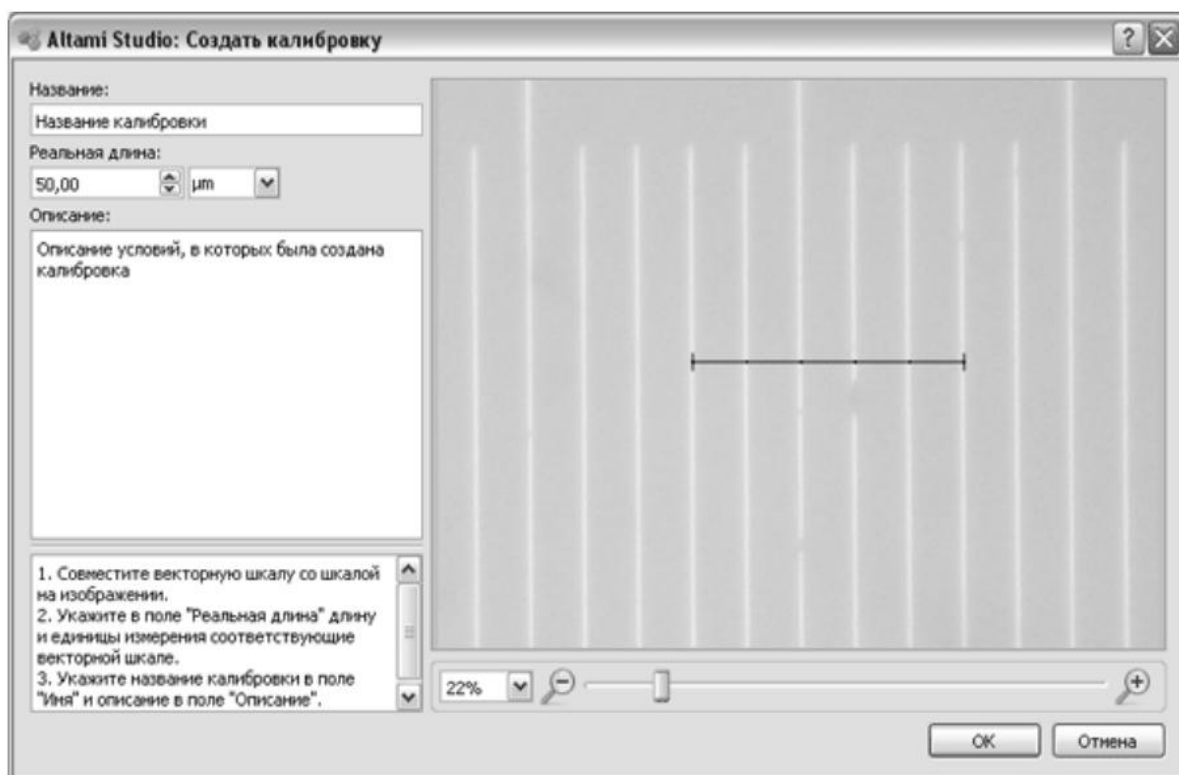 Altami Studio: Создать калибровку
Название:
Название калибровки
Реальная длина:
50,00 µm
Описание:
Описание условий, в которых была создана
калибровка
1. Совместите векторную шкалу со шкалой
на изображении.
2. Укажите в поле "Реальная длина" длину
и единицы измерения соответствующие
векторной шкале.
3. Укажите название калибровки в поле
"Имя" и описание в поле "Описание".
22%
OK
Отмена